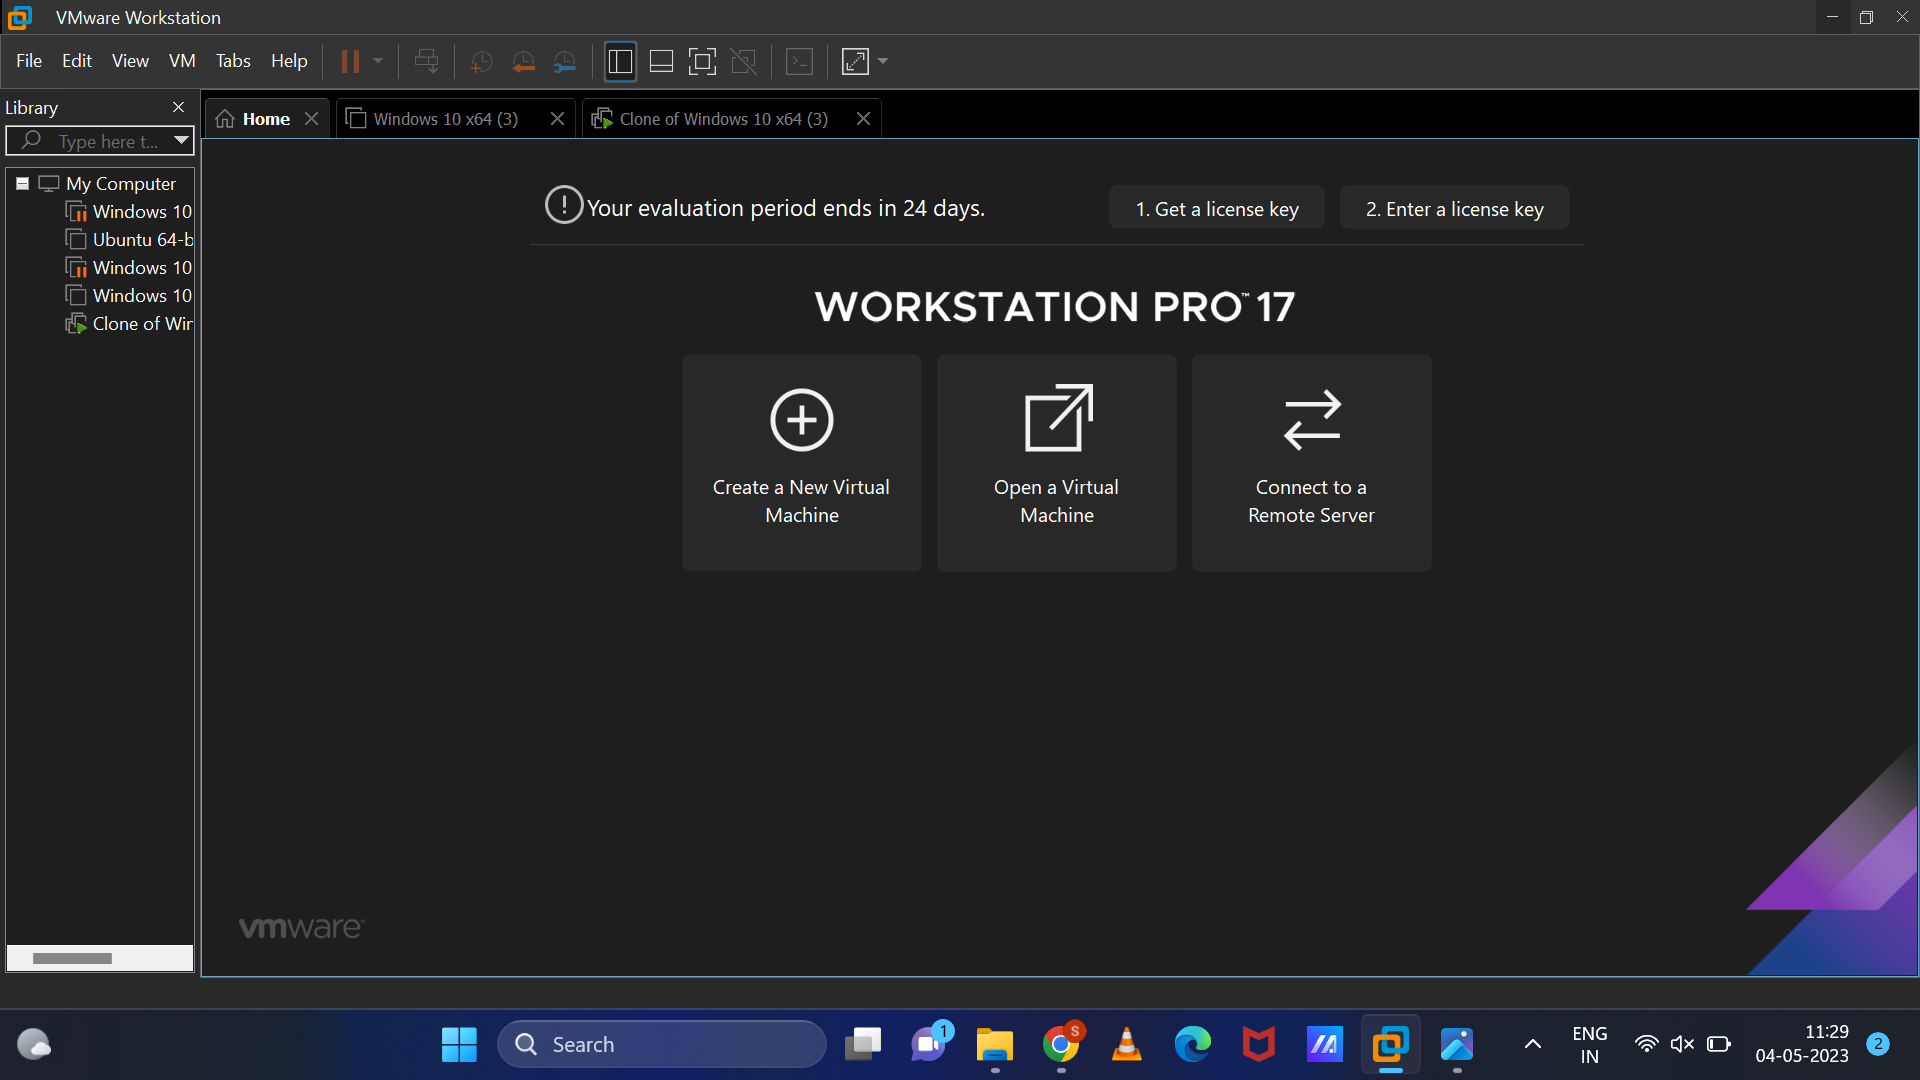 VMware Workstation
File Edit View VM Tabs Help
Library
Type here t...
My Computer
Windows 10
Ubuntu 64-b
Windows 10
Windows 10
Clone of Wir
Home
Windows 10 x64 (3)
Clone of Windows 10 x64 (3)
Your evaluation period ends in 24 days.
1. Get a license key
2. Enter a license key
WORKSTATION PRO™ 17
Create a New Virtual
Machine
Open a Virtual
Machine
Connect to a
Remote Server
vmware®
Search
1
S
ENG
IN
11:29
04-05-2023
2